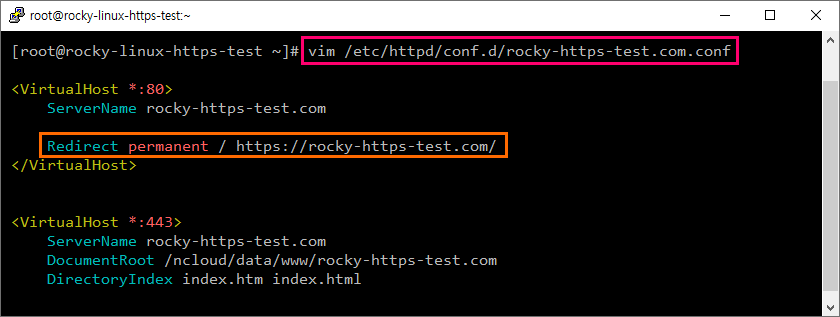 root@rocky-linux-https-test:~
[root@rocky-linux-https-test ~]# vim /etc/httpd/conf.d/rocky-https-test.com.conf
<VirtualHost *:80>
ServerName rocky-https-test.com
Redirect permanent / https://rocky-https-test.com/
</VirtualHost>
<VirtualHost *:443>
ServerName rocky-https-test.com
DocumentRoot /ncloud/data/www/rocky-https-test.com
DirectoryIndex index.htm index.html